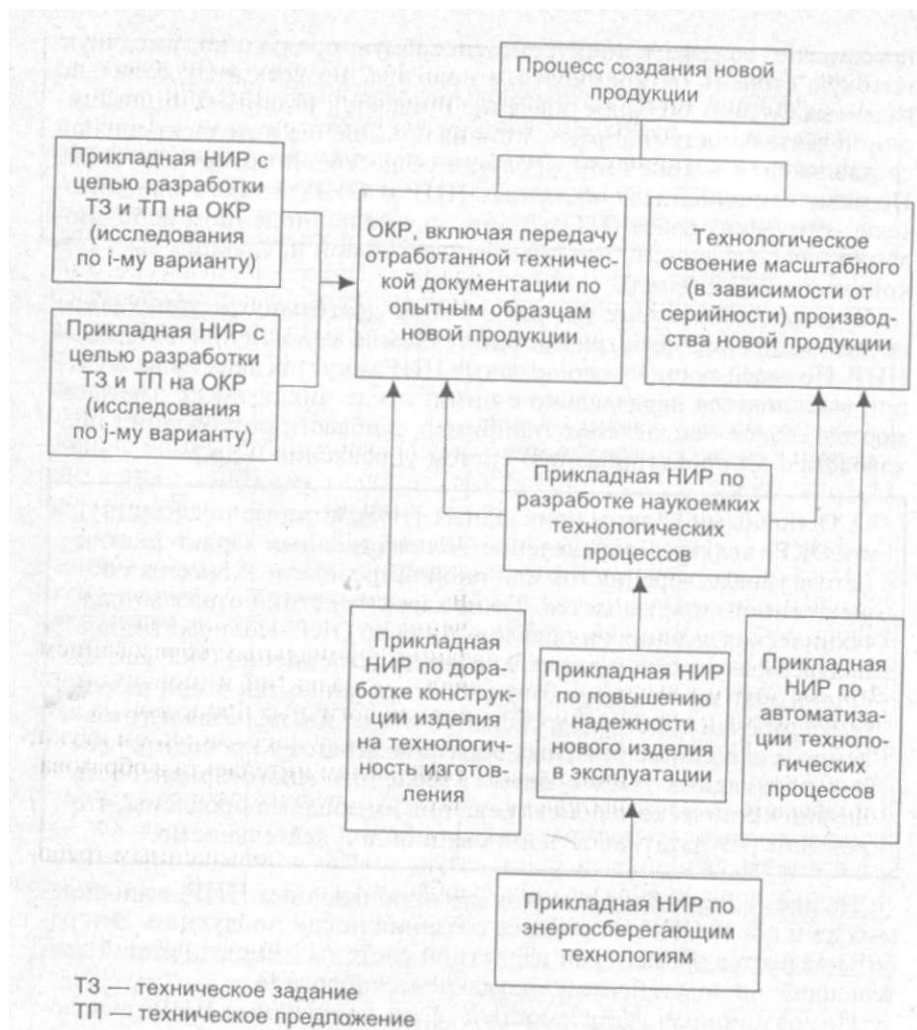 Процесс создания новой
продукции
Прикладная НИР с
целью разработки
ТЗ и ТП на ОКР
(исследования
по i-му варианту)
ОКР, включая передачу
отработанной техничес-
кой документации по
опытным образцам
новой продукции
Технологическое
освоение масштабного
(в зависимости от
серийности) производ-
ства новой продукции
Прикладная НИР с
целью разработки
ТЗ и ТП на ОКР
(исследования
по j-му варианту)
Прикладная НИР по
разработке наукоемких
технических
процессов
Прикладная
НИР по дора-
ботке конструк-
ции изделия
на технологич-
ность изготов-
ления
Прикладная НИР
по повышению
надежности
нового изделия
в эксплуатации
Прикладная
НИР по
автоматиза-
ции техноло-
гических
процессов
Прикладная НИР по
энергосберегающим
технологиям
ТЗ — техническое задание
ТП — техническое предложение